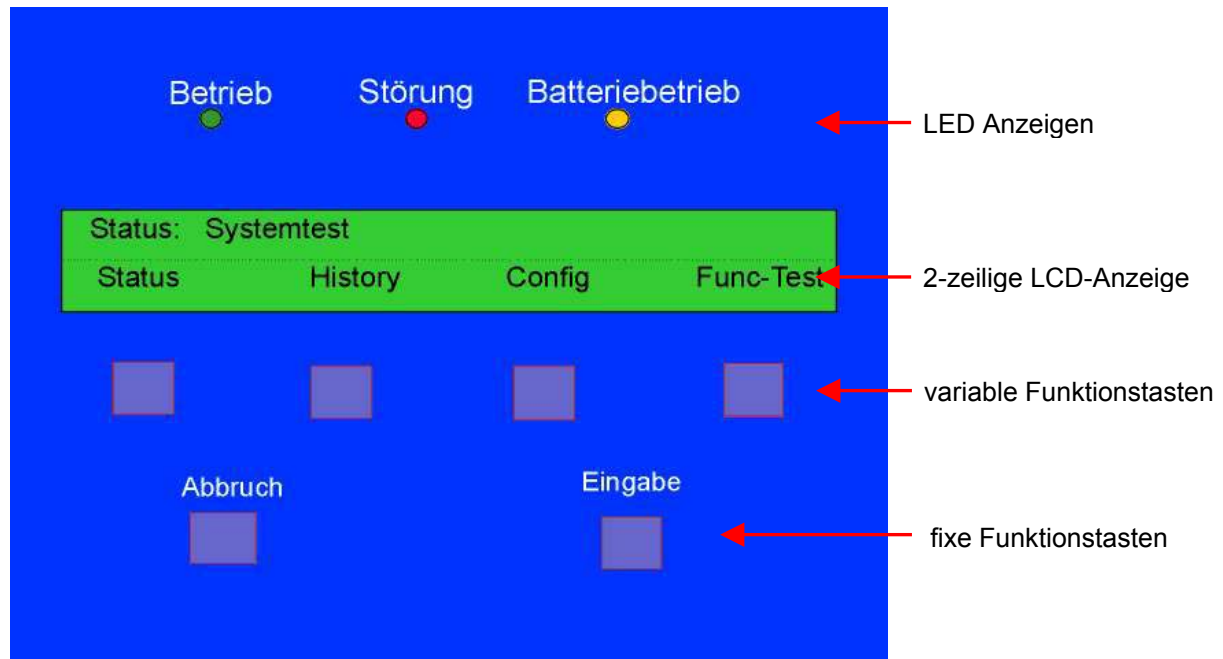 Betrieb Störung Batteriebetrieb
LED Anzeigen
Status: Systemtest
Status History Config Func-Test
2-zeilige LCD-Anzeige
variable Funktionstasten
Abbruch Eingabe
fixe Funktionstasten